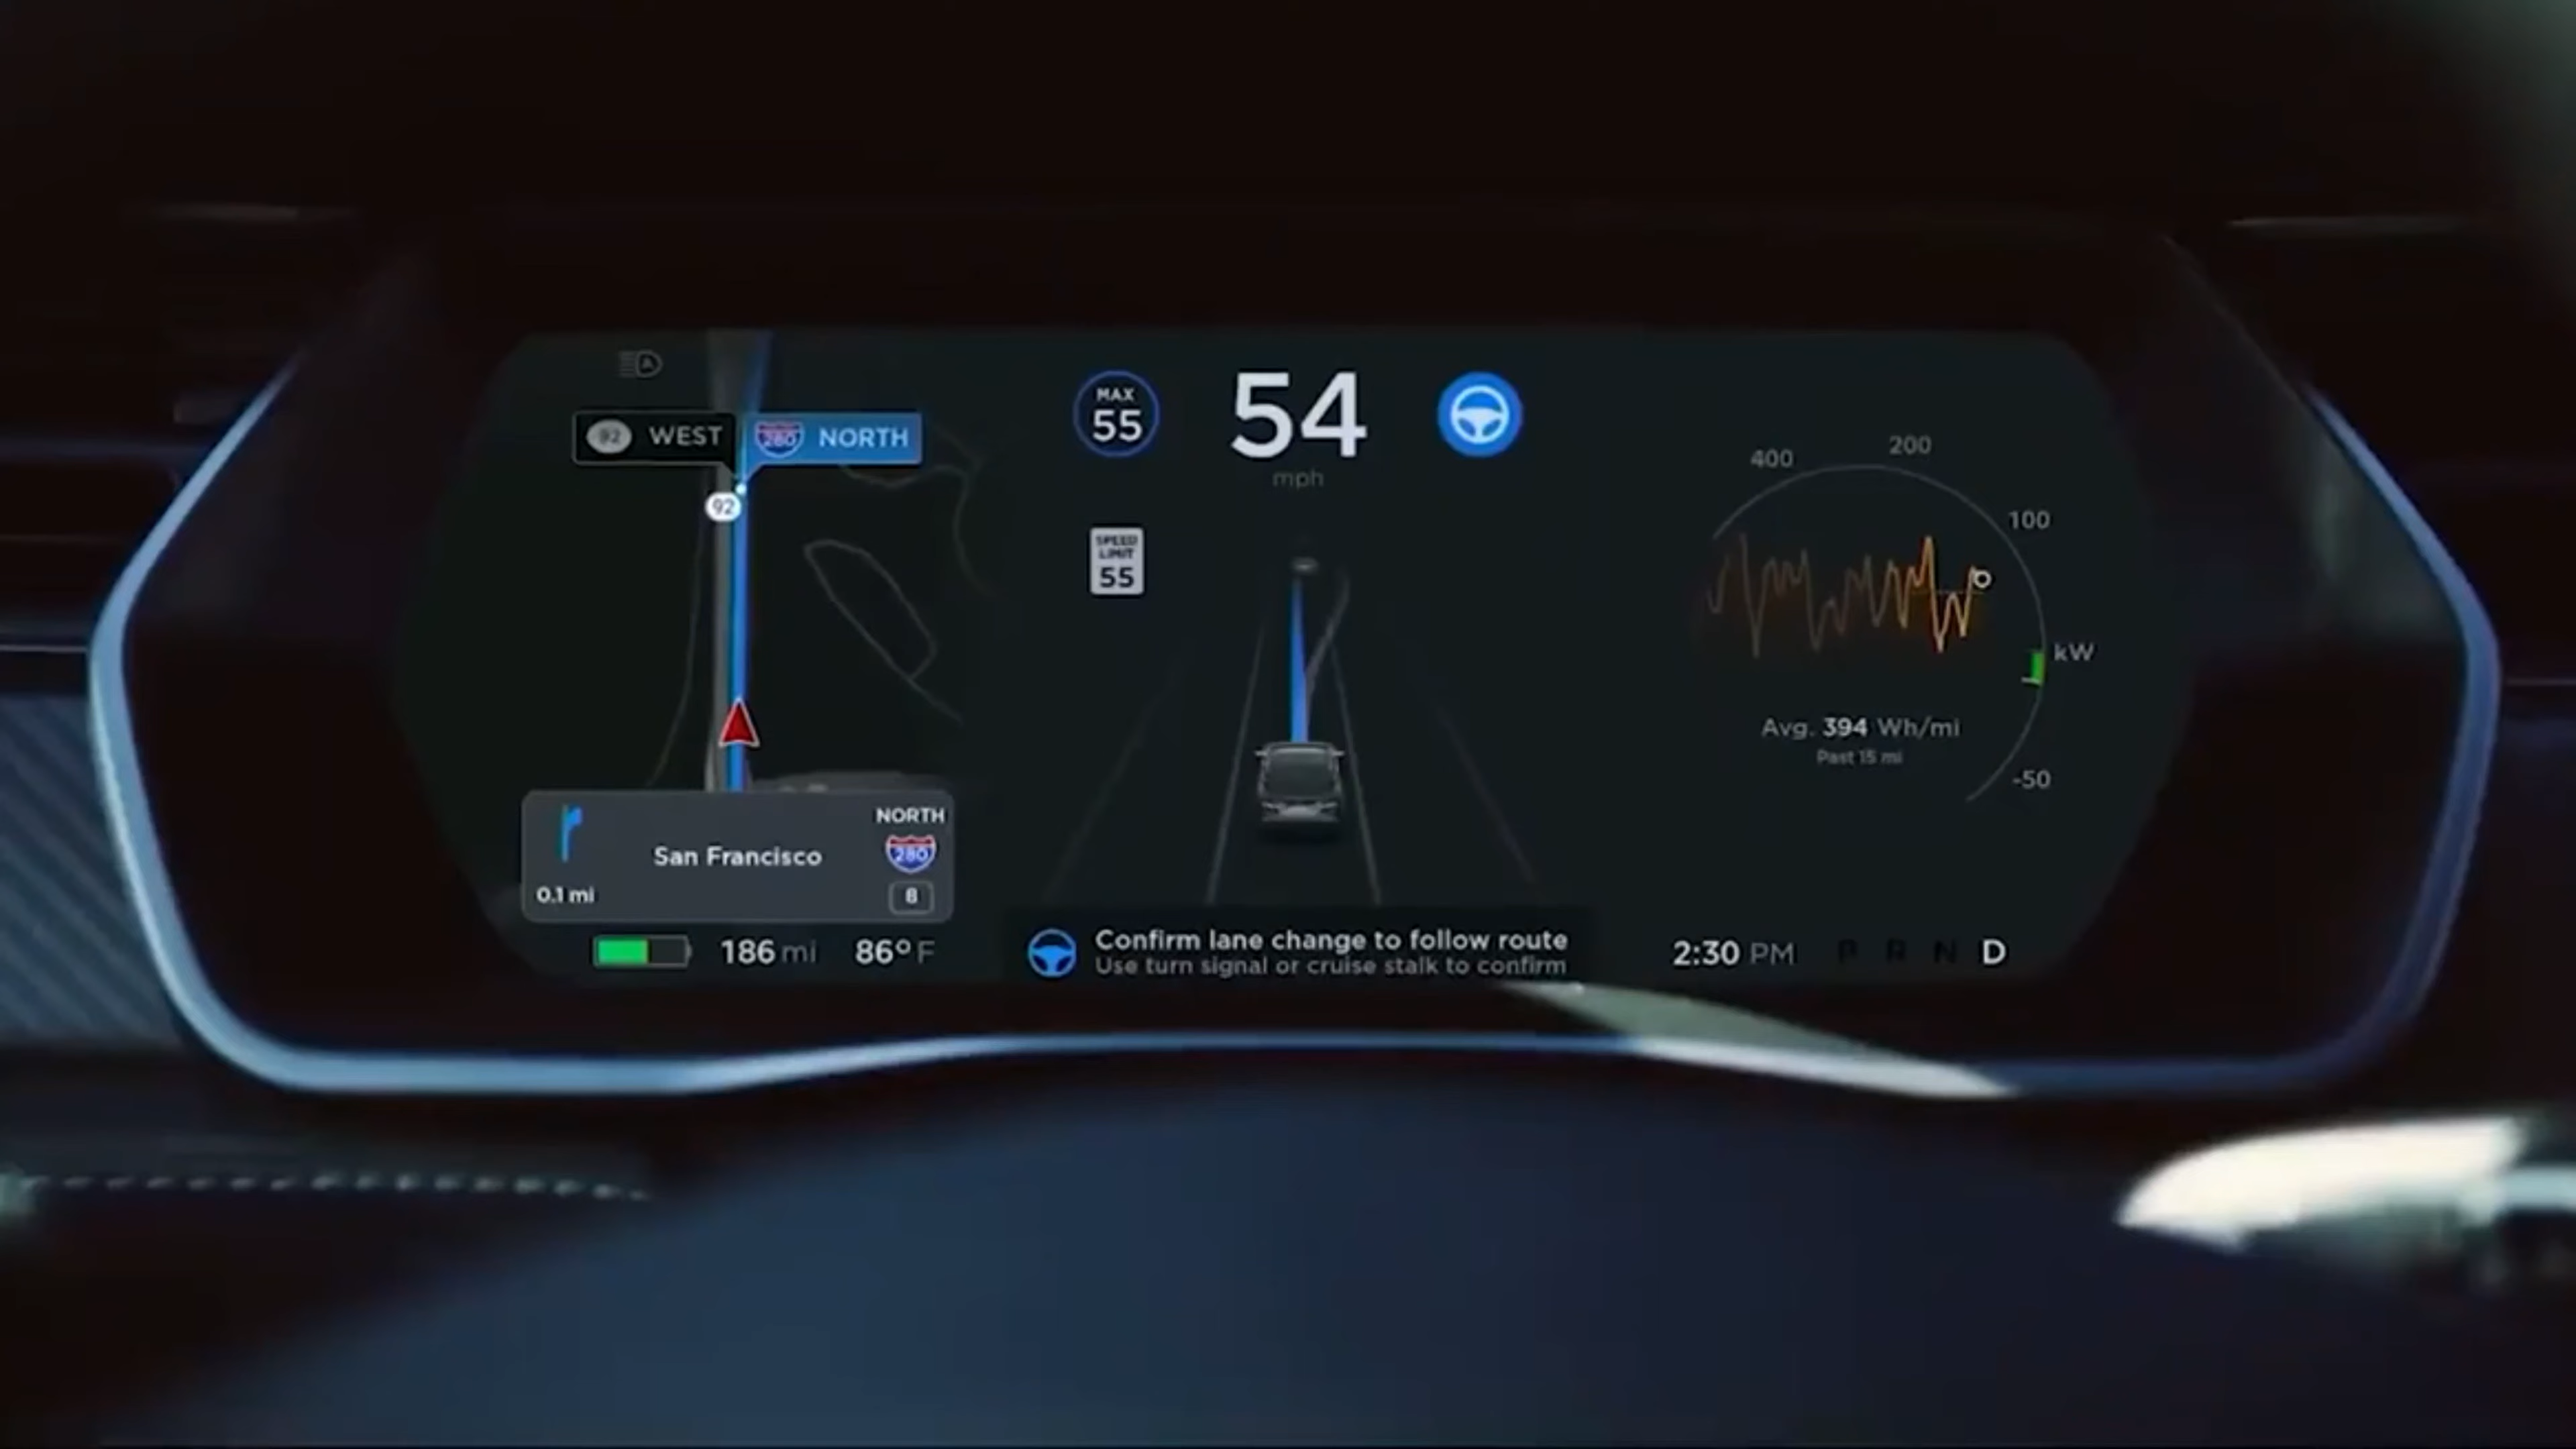 92 WEST
280 NORTH
92
MAX
55
54
mph
SPEED
LIMIT
55
400
200
100
kW
-50
Avg. 394 Wh/mi
Past 15 mi
0.1 mi
San Francisco
NORTH
280
8
186 mi
86° F
Confirm lane change to follow route
Use turn signal or cruise stalk to confirm
2:30 PM
P R N D